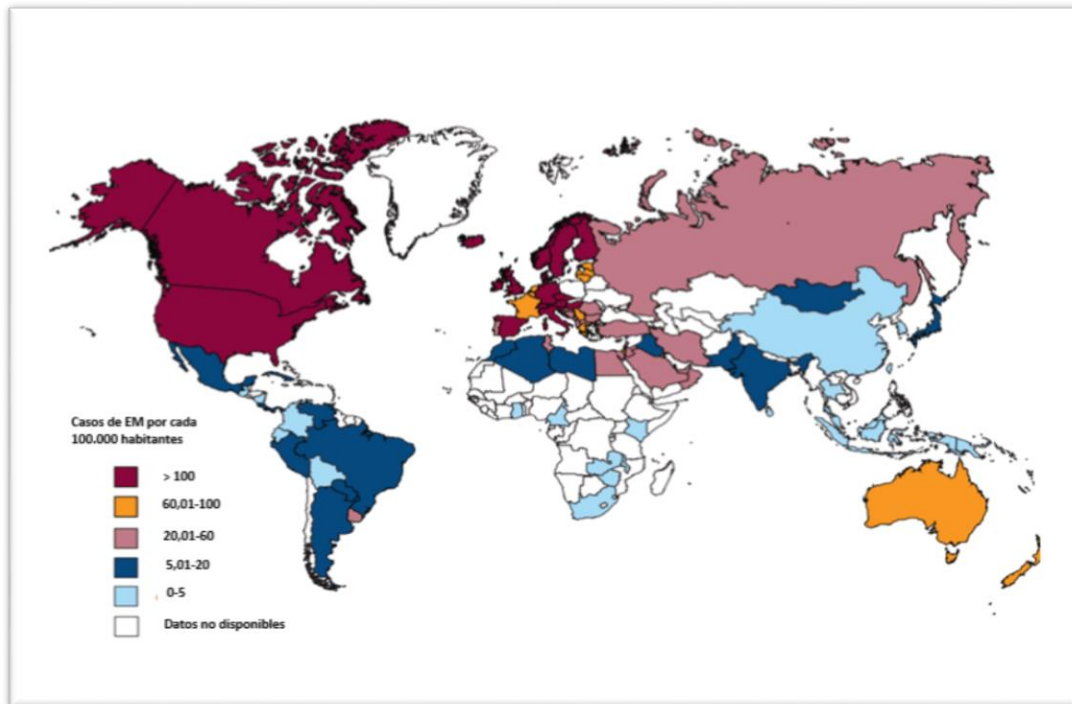 Casos de EM por cada
100.000 habitantes
> 100
60,01-100
20,01-60
5,01-20
0-5
Datos no disponibles